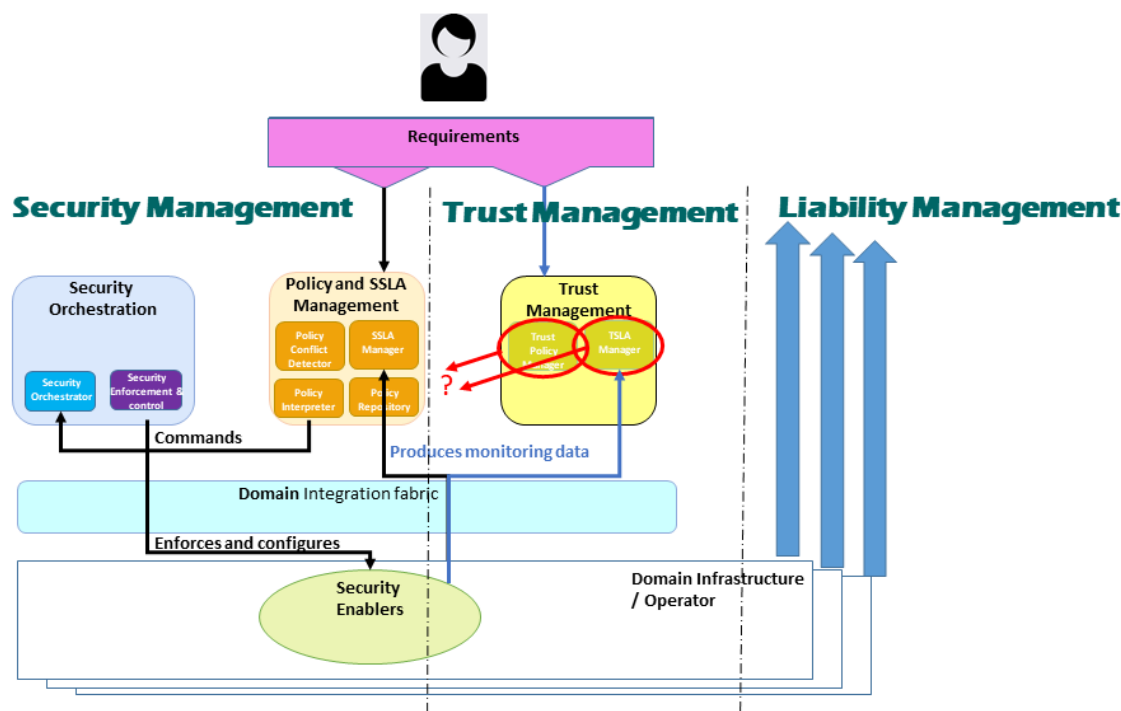 Requirements
Security Management
Trust Management
Liability Management
Security
Orchestration
Security
Orchestrator
Security
Enforcement &
control
Policy and SSLA
Management
Policy
Conflict
Detector
SSLA
Manager
Policy
Interpreter
Policy
Repository
Trust
Management
Trust
Policy
Manager
TSLA
Manager
?
Commands
Produces monitoring data
Domain Integration fabric
Enforces and configures
Security
Enablers
Domain Infrastructure
/ Operator